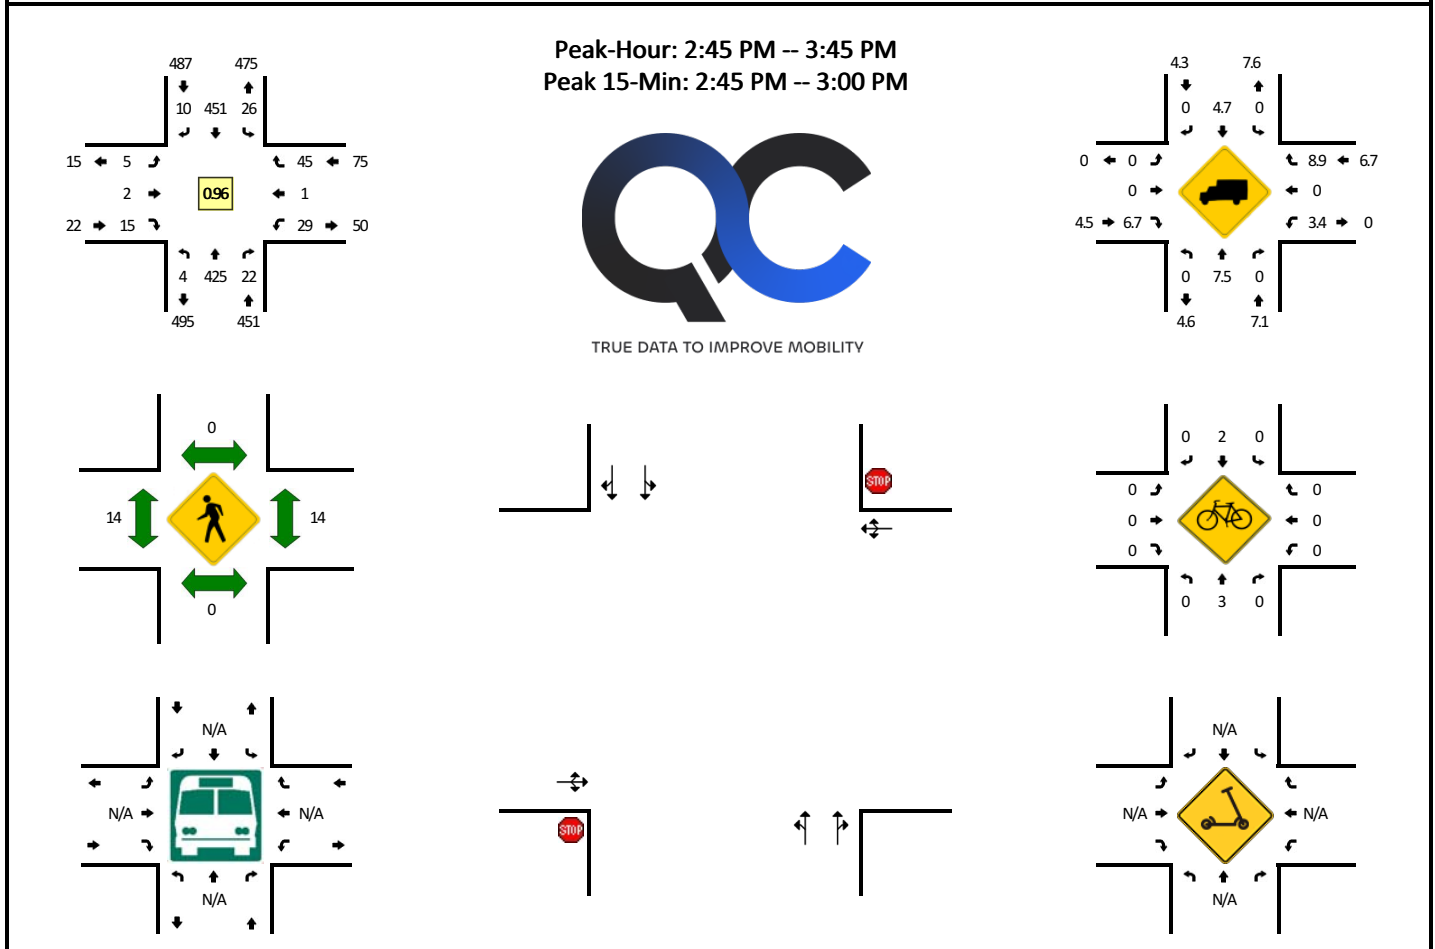 Peak-Hour: 2:45 PM -- 3:45 PM
Peak 15-Min: 2:45 PM -- 3:00 PM
487 475
10 451 26
15 5 45 75
2 0.96 1
22 15 29 50
4 425 22
495 451
TRUE DATA TO IMPROVE MOBILITY
4.3 7.6
0 4.7 0
0 0 8.9 6.7
0 0
4.5 6.7 3.4 0
0 7.5 0
4.6 7.1
0
14 14
0
STOP
STOP
0 2 0
0 0
0 0
0 0
0 3 0
N/A
N/A N/A
N/A
N/A
N/A N/A
N/A